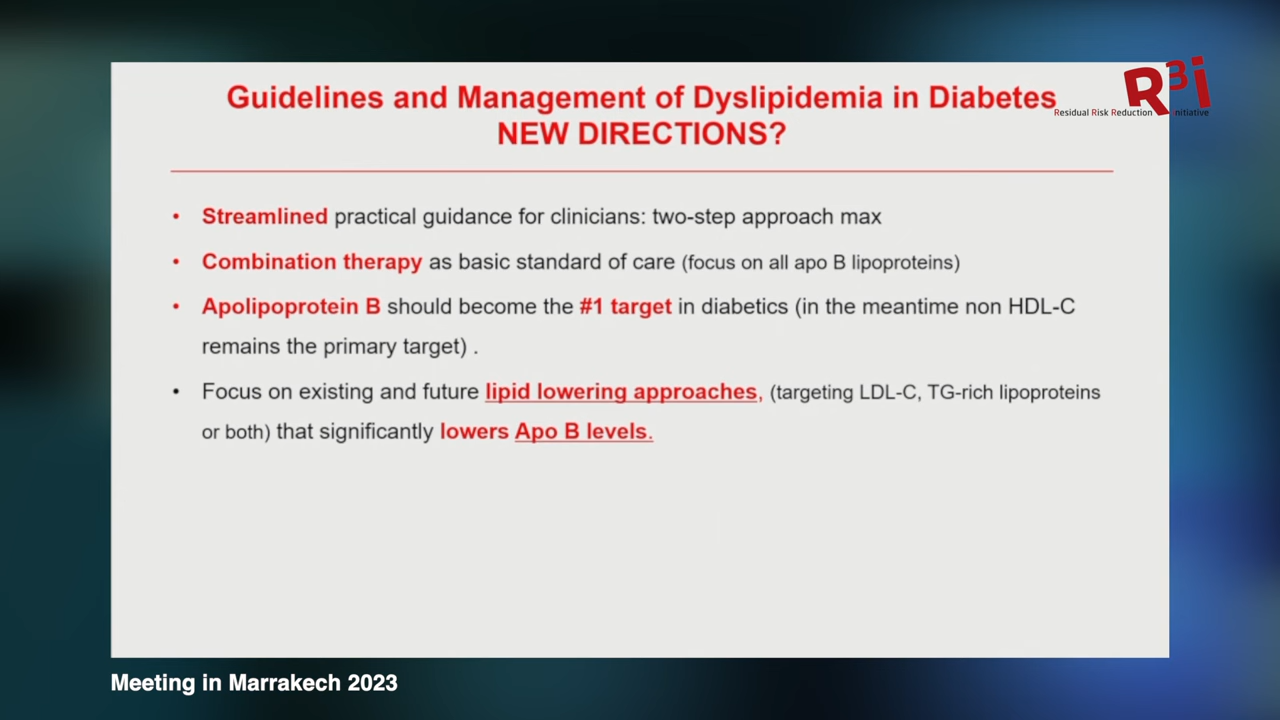 Guidelines and Management of Dyslipidemia in Diabetes
NEW DIRECTIONS?
R3i
Residual Risk Reduction initiative
• Streamlined practical guidance for clinicians: two-step approach max
• Combination therapy as basic standard of care (focus on all apo B lipoproteins)
• Apolipoprotein B should become the #1 target in diabetics (in the meantime non HDL-C
remains the primary target) .
• Focus on existing and future lipid lowering approaches, (targeting LDL-C, TG-rich lipoproteins
or both) that significantly lowers Apo B levels.
Meeting in Marrakech 2023